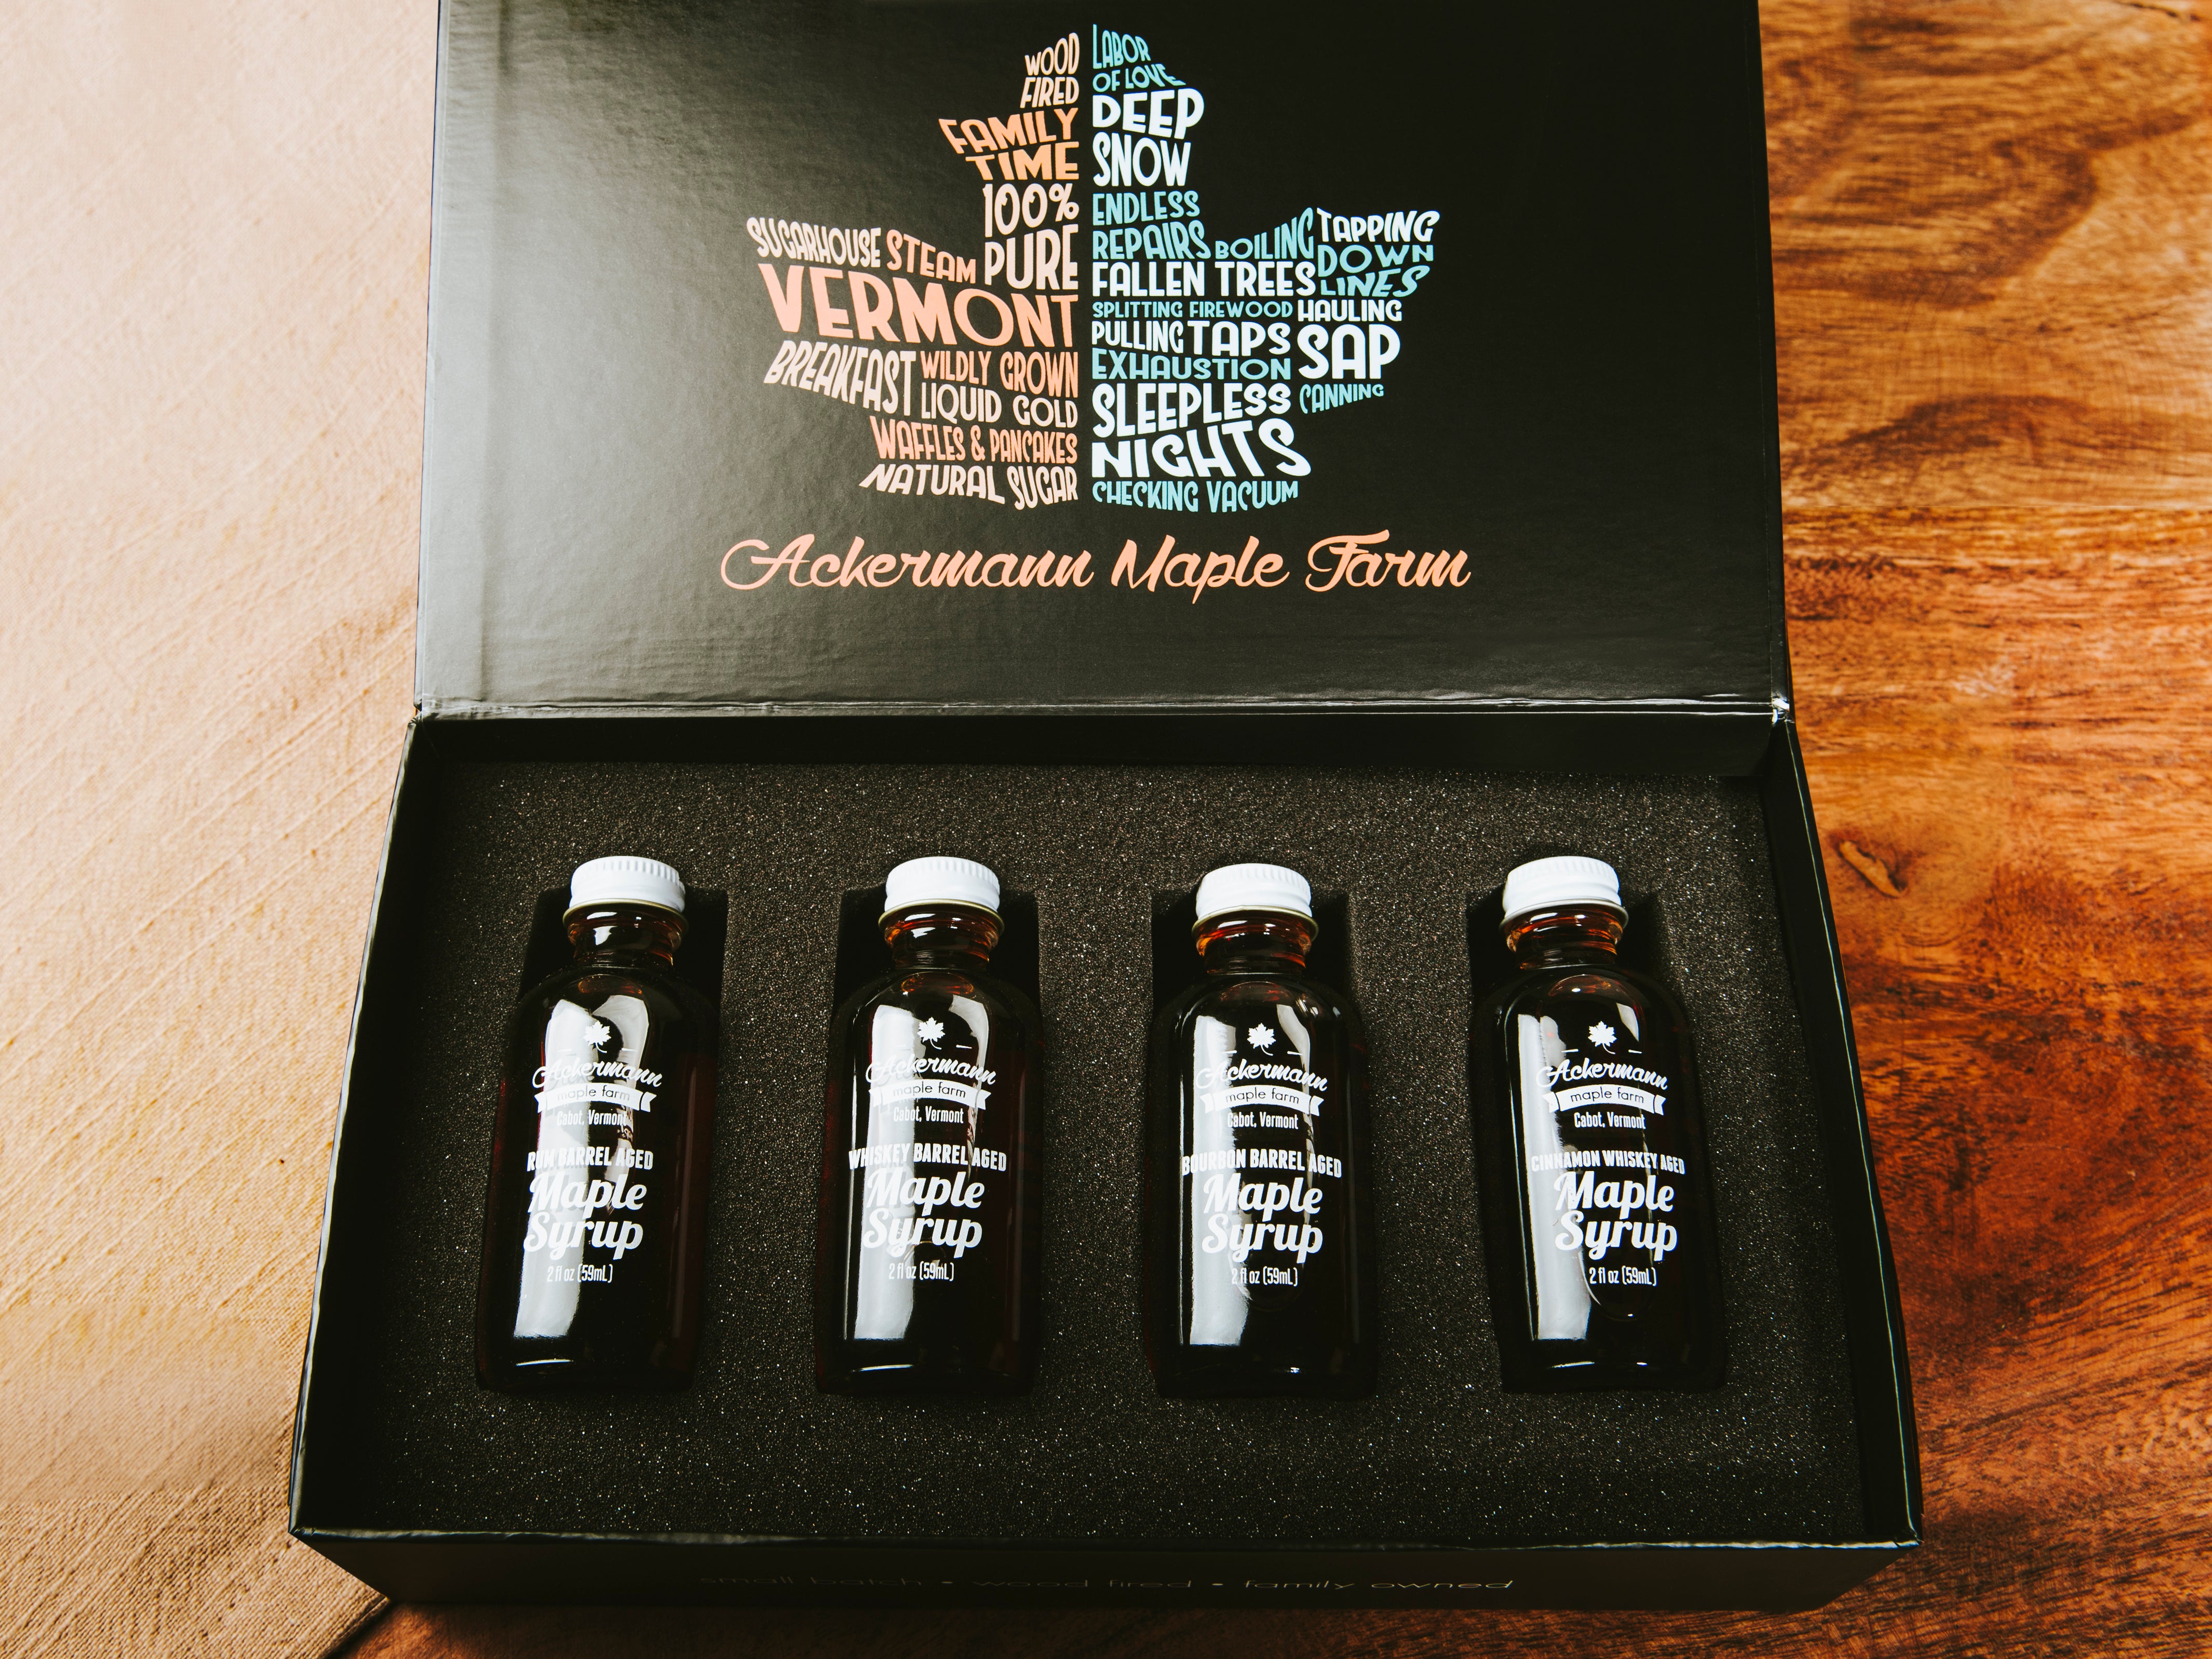 WOOD
FIRED
FAMILY
TIME
100%
PURE
SUGARHOUSE STEAM
VERMONT
BREAKFAST WILDLY GROWN
LIQUID GOLD
WAFFLES & PANCAKES
NATURAL SUGAR
LABOR
OF LOVE
DEEP
SNOW
ENDLESS
REPAIRS BOILING TAPPING
FALLEN TREES DOWN
LINES
SPLITTING FIREWOOD HAULING
PULLING TAPS SAP
EXHAUSTION
SLEEPLESS CANNING
NIGHTS
CHECKING VACUUM
Ackermann Maple Farm
Ackermann
maple farm
Cabot, Vermont
RUM BARREL AGED
Maple
Syrup
2 fl oz (59mL)
Ackermann
maple farm
Cabot, Vermont
WHISKEY BARREL AGED
Maple
Syrup
2 fl oz (59mL)
Ackermann
maple farm
Cabot, Vermont
BOURBON BARREL AGED
Maple
Syrup
2 fl oz (59mL)
Ackermann
maple farm
Cabot, Vermont
CINNAMON WHISKEY AGED
Maple
Syrup
2 fl oz (59mL)
small batch • wood fired • family owned